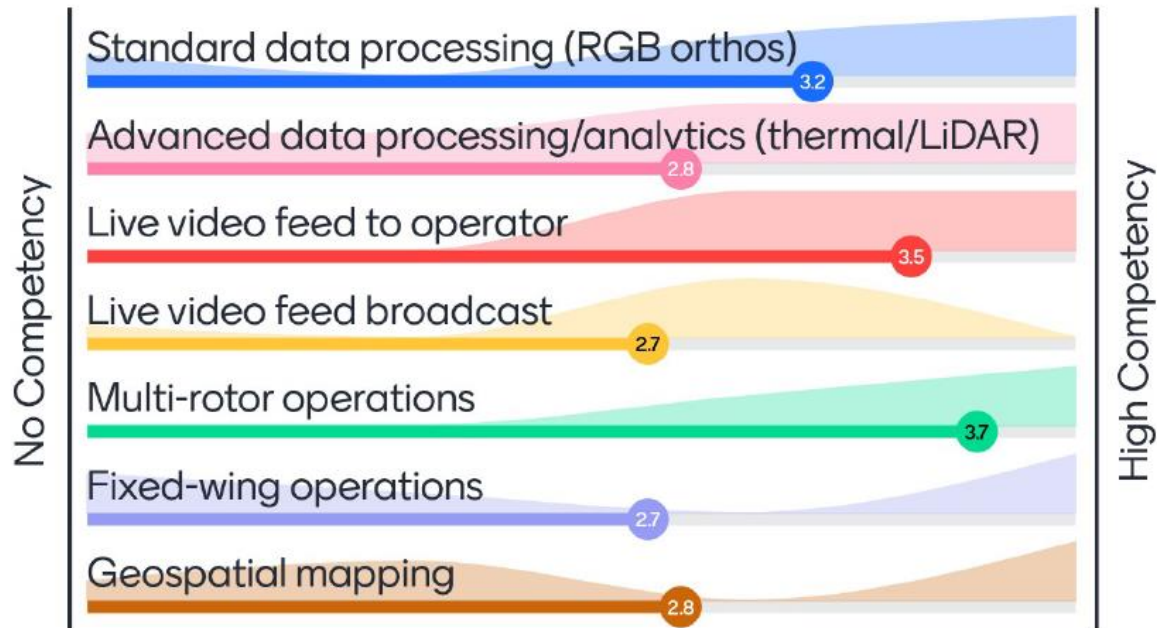 No Competency
Standard data processing (RGB orthos)
3.2
Advanced data processing/analytics (thermal/LiDAR)
2.8
Live video feed to operator
3.5
Live video feed broadcast
2.7
Multi-rotor operations
3.7
Fixed-wing operations
2.7
Geospatial mapping
2.8
High Competency